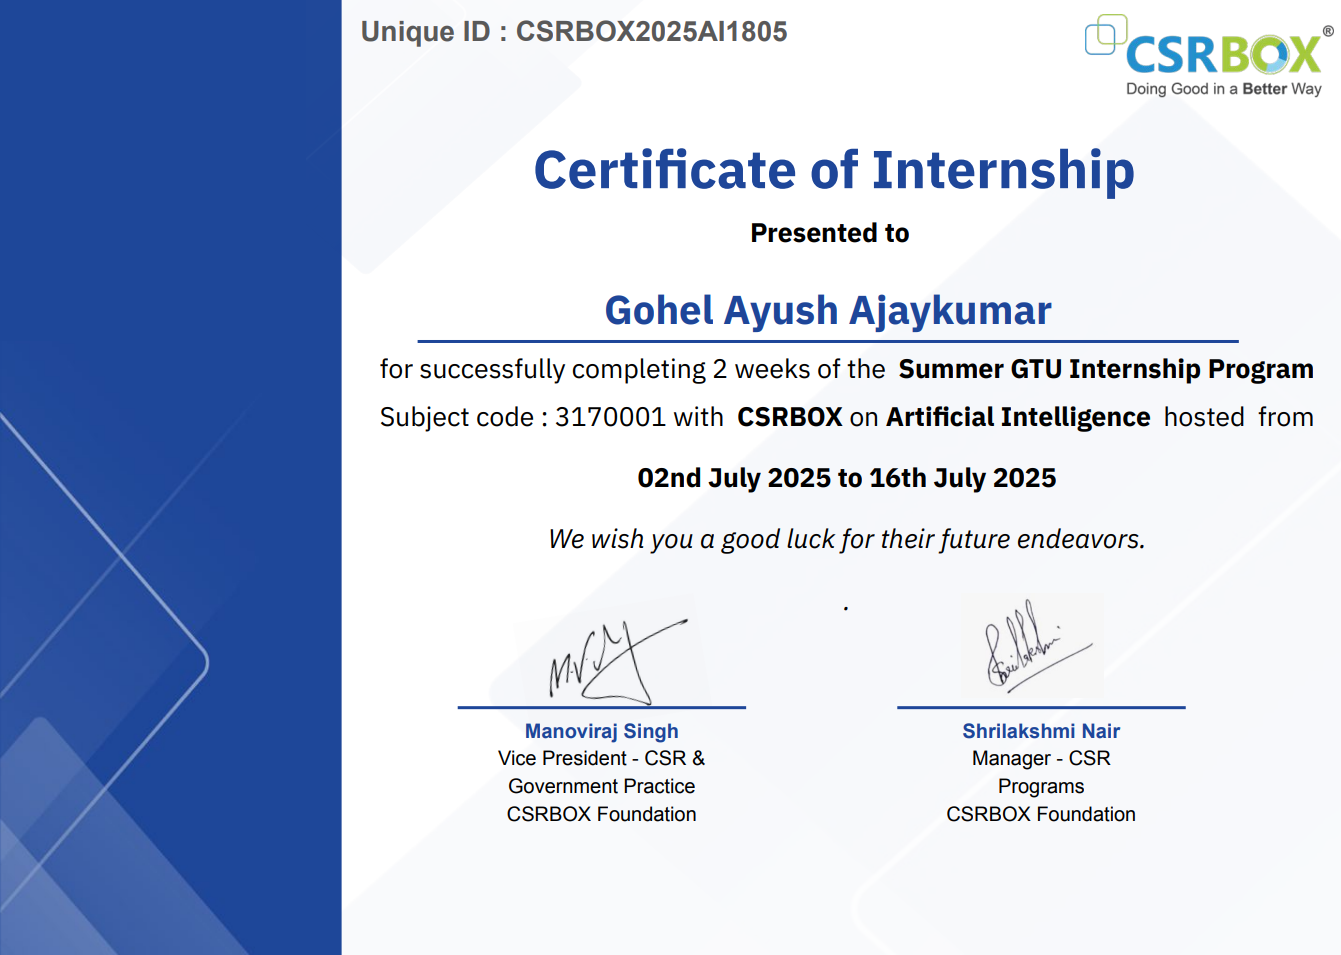 Unique ID : CSRBOX2025AI1805
CSRBOX®
Doing Good in a Better Way
Certificate of Internship
Presented to
Gohel Ayush Ajaykumar
for successfully completing 2 weeks of the Summer GTU Internship Program
Subject code : 3170001 with CSRBOX on Artificial Intelligence hosted from
02nd July 2025 to 16th July 2025
We wish you a good luck for their future endeavors.
.
Manoviraj Singh
Vice President - CSR &
Government Practice
CSRBOX Foundation
Shrilakshmi Nair
Manager - CSR
Programs
CSRBOX Foundation